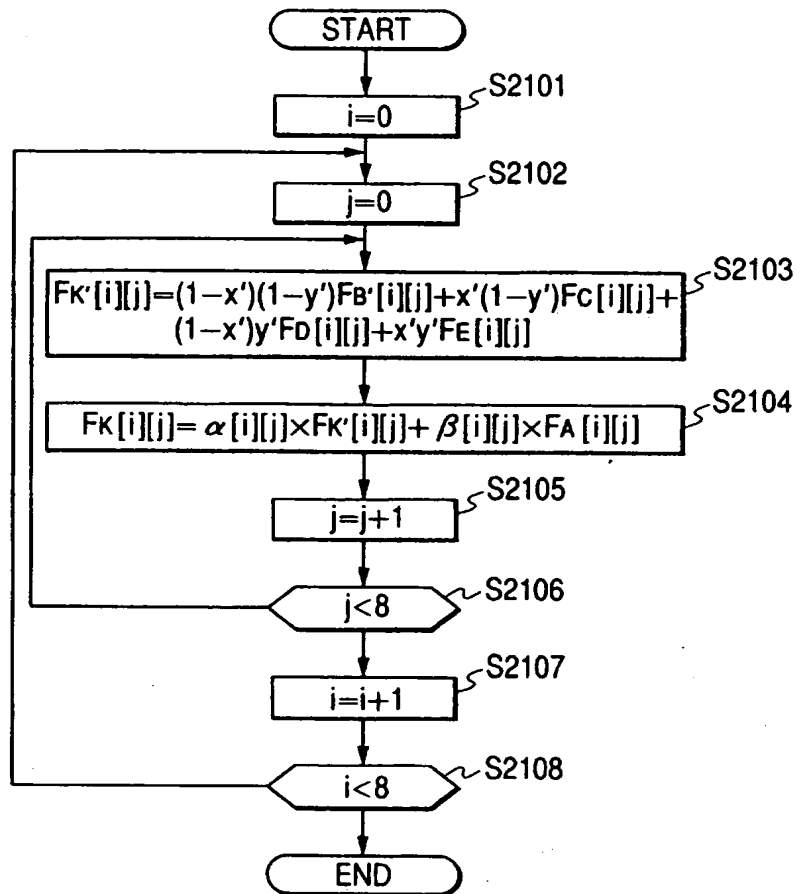 START
S2101
i=0
S2102
j=0
S2103
FK'[i][j]=(1-x')(1-y')FB'[i][j]+x'(1-y')FC[i][j]+
(1-x')y'FD[i][j]+x'y'FE[i][j]
S2104
FK[i][j]= α[i][j]×FK'[i][j]+ β[i][j]×FA[i][j]
S2105
j=j+1
S2106
j<8
S2107
i=i+1
S2108
i<8
END